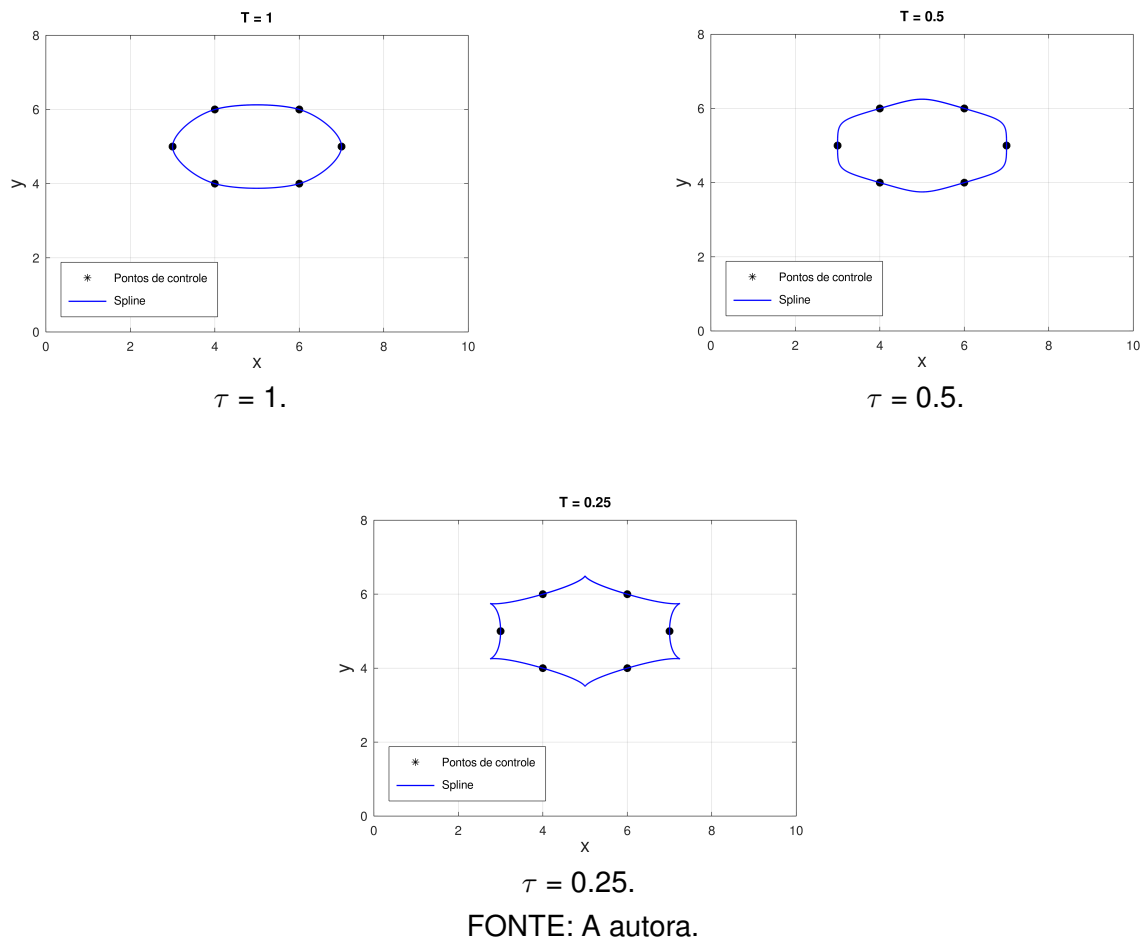 T = 1
8
6
4
2
0
y
0 2 4 6 8 10
x
Pontos de controle
Spline
τ = 1.
T = 0.5
8
6
4
2
0
y
0 2 4 6 8 10
x
Pontos de controle
Spline
τ = 0.5.
T = 0.25
8
6
4
2
0
y
0 2 4 6 8 10
x
Pontos de controle
Spline
τ = 0.25.
FONTE: A autora.